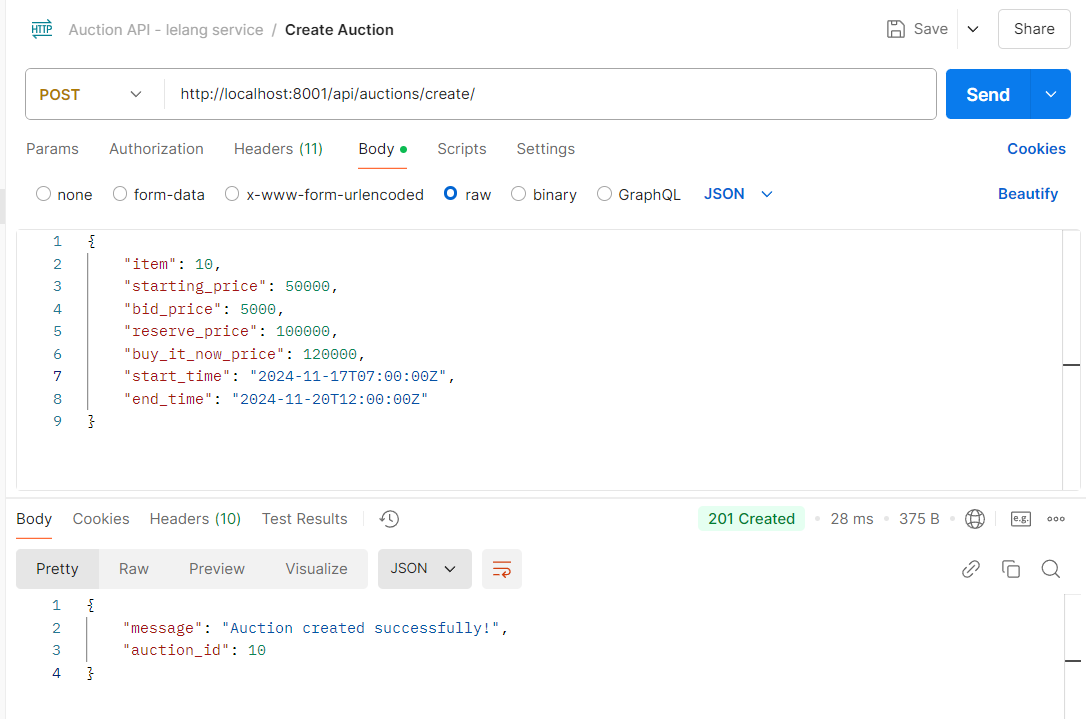 HTTP Auction API - lelang service / Create Auction Save Share
POST http://localhost:8001/api/auctions/create/ Send
Params Authorization Headers (11) Body Scripts Settings Cookies
none form-data x-www-form-urlencoded raw binary GraphQL JSON Beautify
1 {
2 "item": 10,
3 "starting_price": 50000,
4 "bid_price": 5000,
5 "reserve_price": 100000,
6 "buy_it_now_price": 120000,
7 "start_time": "2024-11-17T07:00:00Z",
8 "end_time": "2024-11-20T12:00:00Z"
9 }
Body Cookies Headers (10) Test Results 201 Created 28 ms 375 B e.g.
Pretty Raw Preview Visualize JSON
1 {
2 "message": "Auction created successfully!",
3 "auction_id": 10
4 }